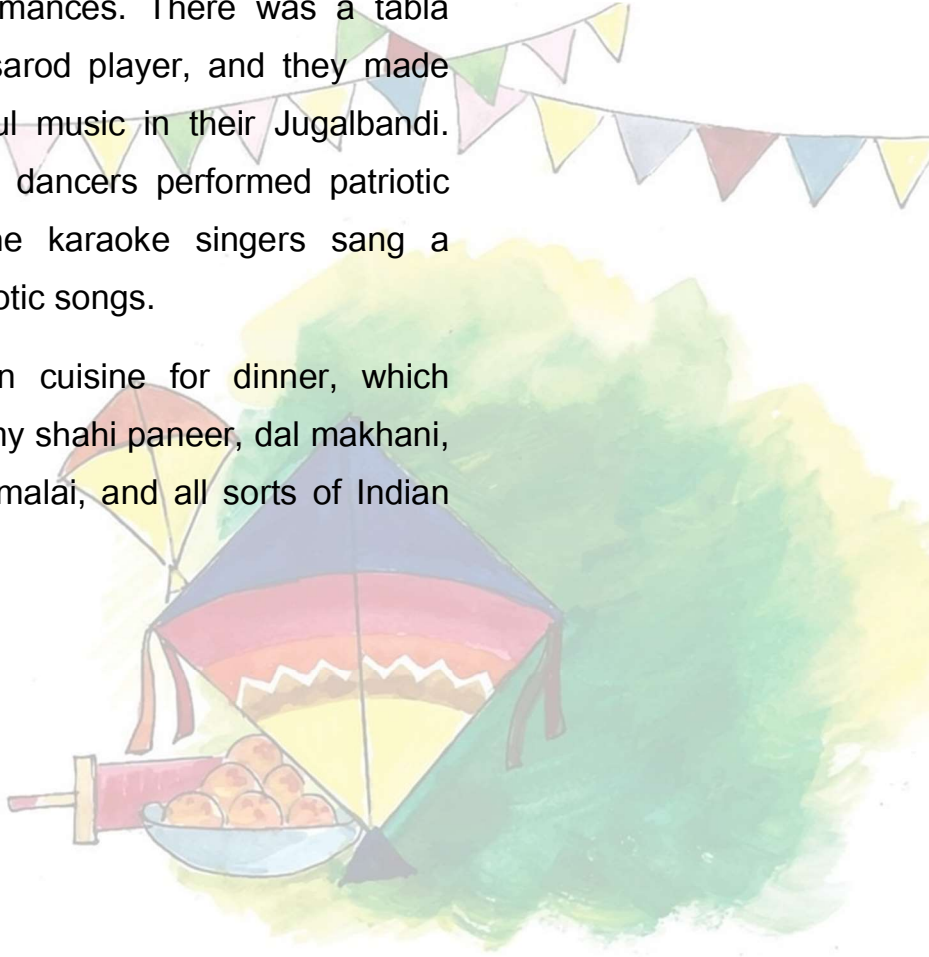 mances. There was a tabla
sarod player, and they made
ul music in their Jugalbandi.
dancers performed patriotic
ne karaoke singers sang a
otic songs.
n cuisine for dinner, which
ny shahi paneer, dal makhani,
malai, and all sorts of Indian